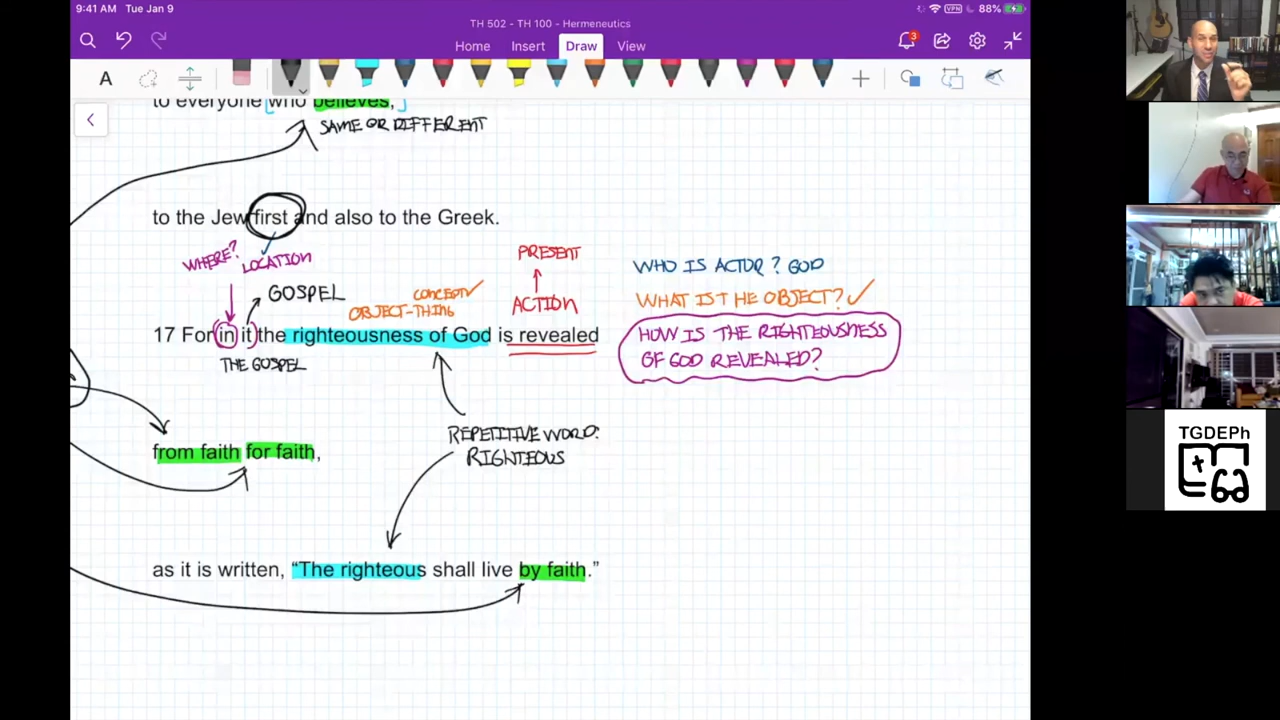 9:41 AM Tue Jan 9
VPN 88%
TH 502 - TH 100 - Hermeneutics
Home Insert Draw View
3
A
to everyone [who believes,]
SAME OR DIFFERENT
to the Jew first and also to the Greek.
WHERE? LOCATION
PRESENT
GOSPEL
CONCEPT
OBJECT-THING
ACTION
WHO IS ACTOR? GOD
WHAT IS THE OBJECT? ✓
17 For in it the righteousness of God is revealed
HOW IS THE RIGHTEOUSNESS
OF GOD REVEALED?
THE GOSPEL
REPETITIVE WORD:
RIGHTEOUS
from faith for faith,
as it is written, “The righteous shall live by faith.”
TGDEPh